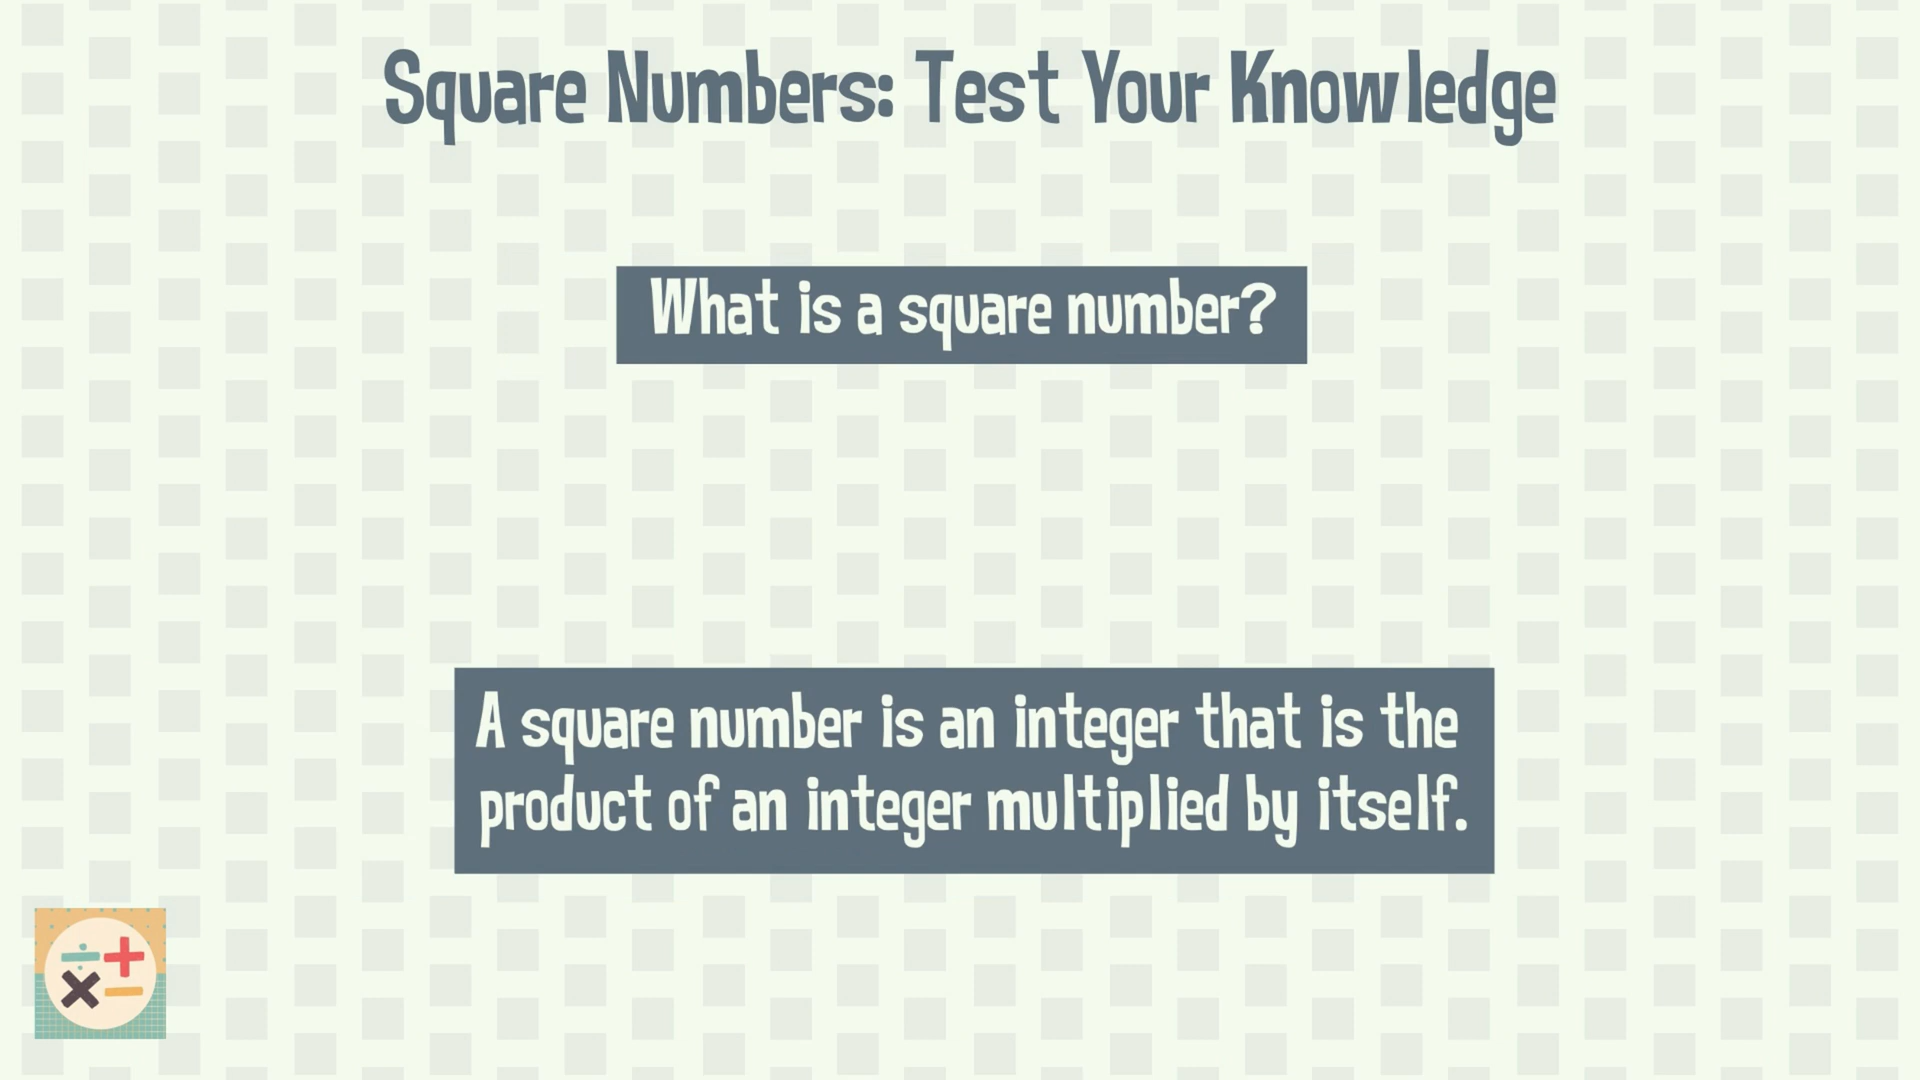 Square Numbers: Test Your Knowledge
What is a square number?
A square number is an integer that is the
product of an integer multiplied by itself.